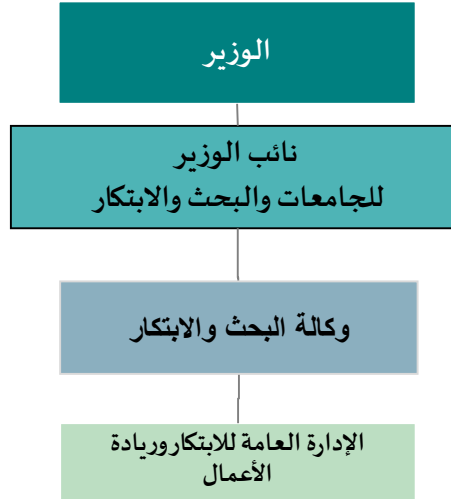 الوزير
نائب الوزير
للجامعات والبحث والابتكار
وكالة البحث والابتكار
الإدارة العامة للابتكاروريادة
الأعمال